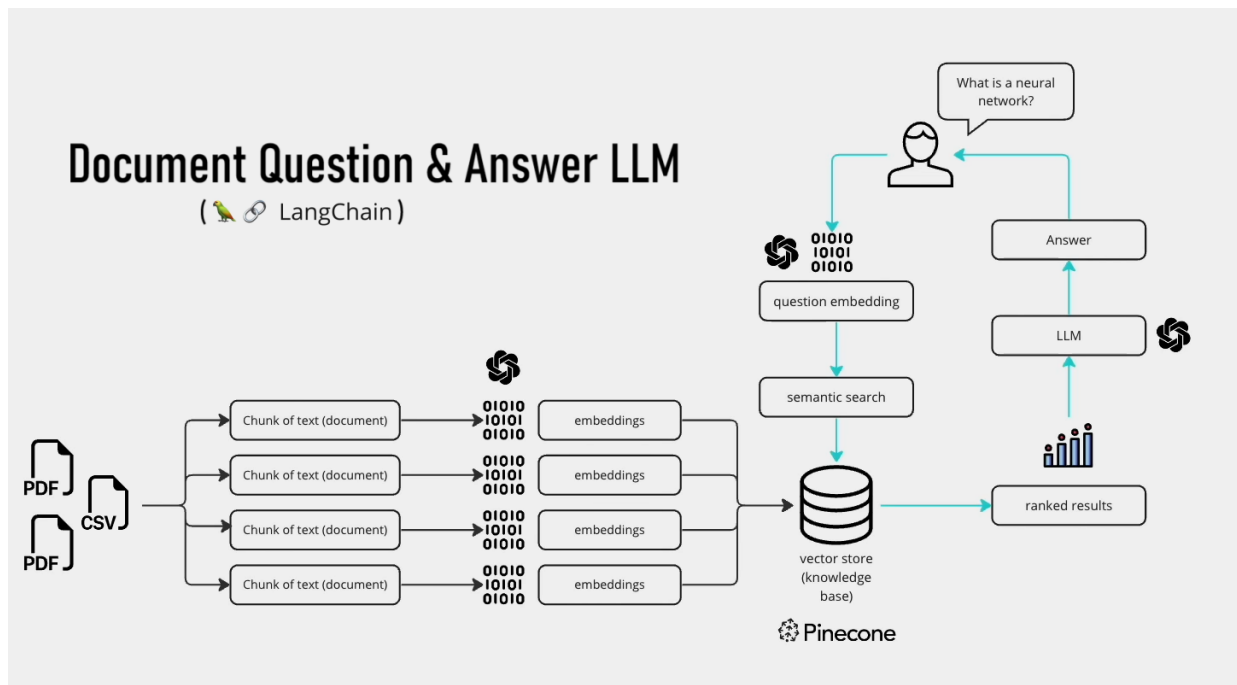 What is a neural
network?
Document Question & Answer LLM
( LangChain)
01010
10101
01010
question embedding
semantic search
Answer
LLM
PDF
CSV
PDF
Chunk of text (document)
01010
10101
01010
embeddings
Chunk of text (document)
01010
10101
01010
embeddings
Chunk of text (document)
01010
10101
01010
embeddings
Chunk of text (document)
01010
10101
01010
embeddings
vector store
(knowledge
base)
Pinecone
ranked results